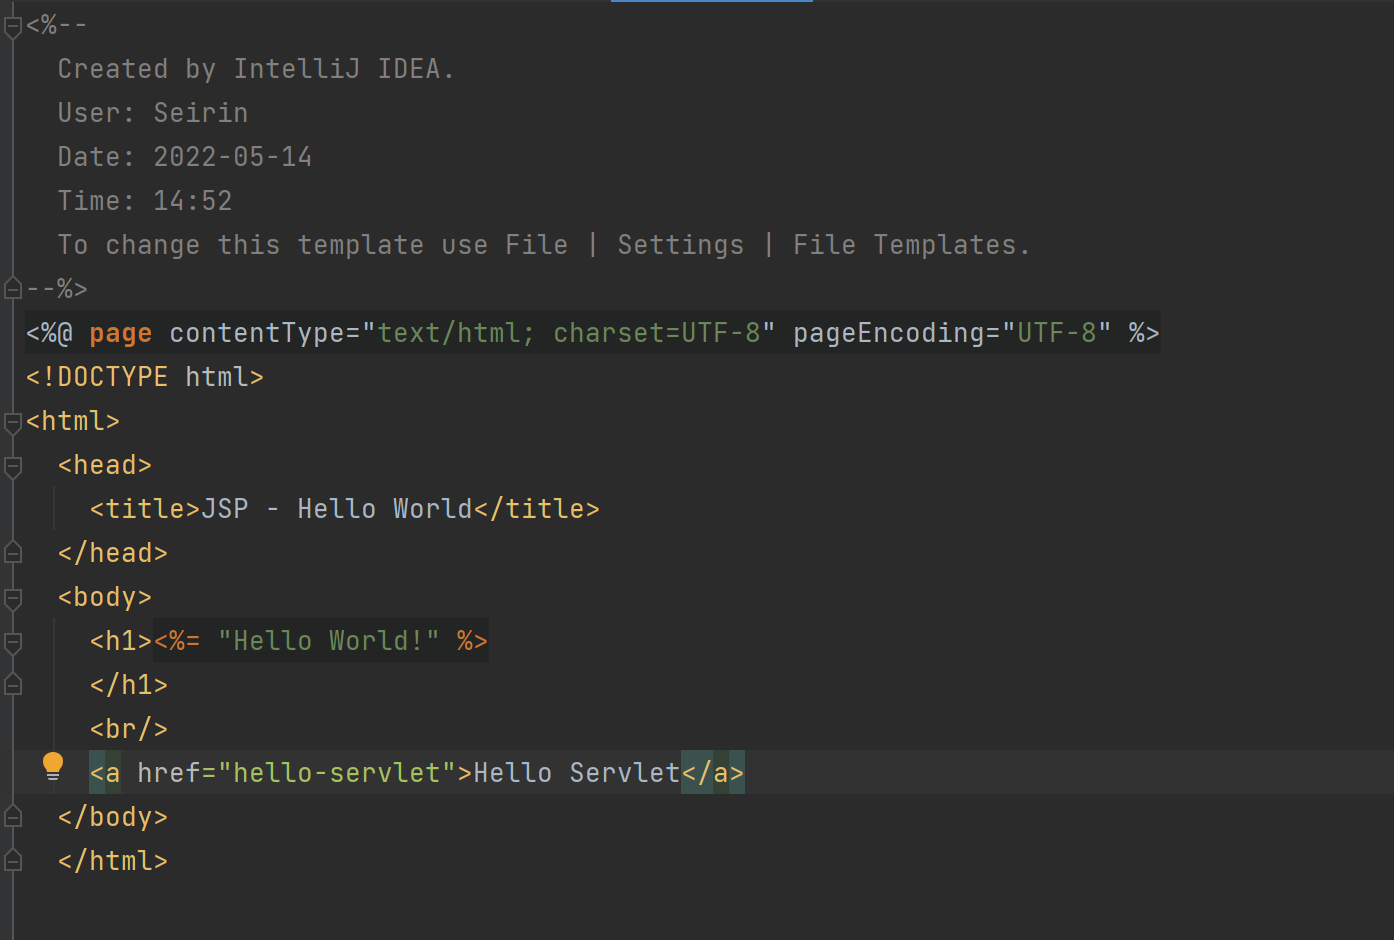 <%--
  Created by IntelliJ IDEA.
  User: Seirin
  Date: 2022-05-14
  Time: 14:52
  To change this template use File | Settings | File Templates.
--%>
<%@ page contentType="text/html; charset=UTF-8" pageEncoding="UTF-8" %>
<!DOCTYPE html>
<html>
  <head>
    <title>JSP - Hello World</title>
  </head>
  <body>
    <h1><%= "Hello World!" %>
    </h1>
    <br/>
    <a href="hello-servlet">Hello Servlet</a>
  </body>
  </html>